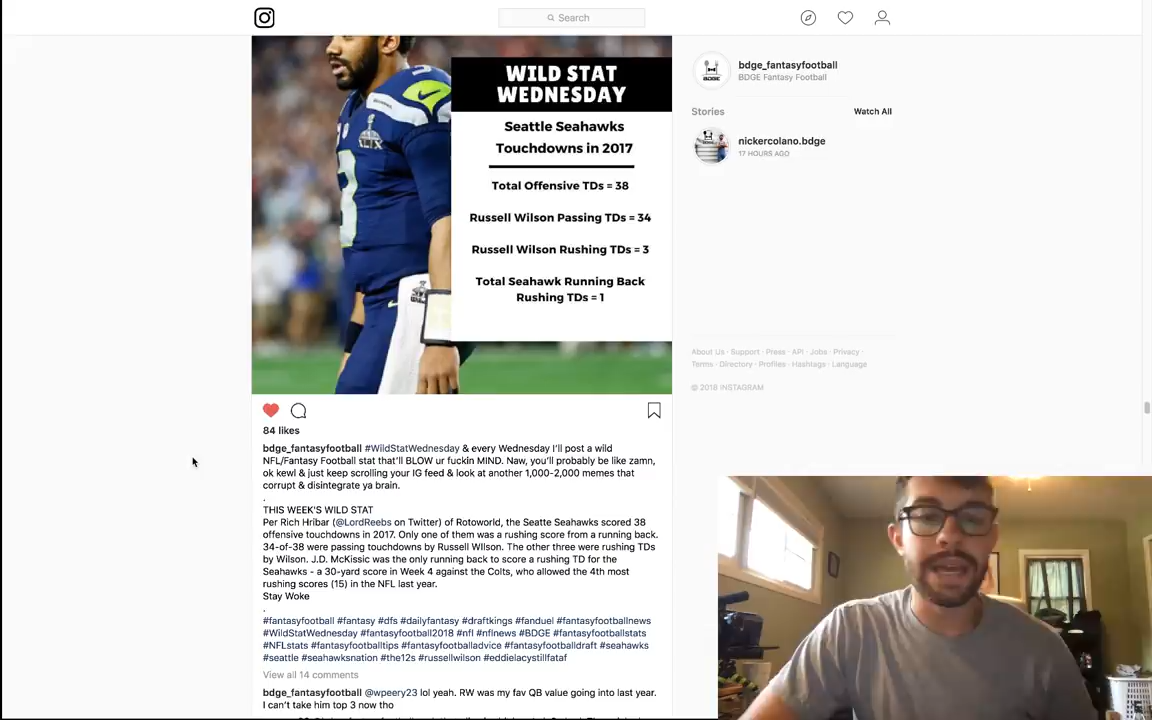 Search
WILD STAT
WEDNESDAY
Seattle Seahawks
Touchdowns in 2017
Total Offensive TDs = 38
Russell Wilson Passing TDs = 34
Russell Wilson Rushing TDs = 3
Total Seahawk Running Back
Rushing TDs = 1
bdge_fantasyfootball
BDGE Fantasy Football
Stories
Watch All
nickercolano.bdge
17 HOURS AGO
About Us · Support · Press · API · Jobs · Privacy ·
Terms · Directory · Profiles · Hashtags · Language
© 2018 INSTAGRAM
84 likes
bdge_fantasyfootball #WildStatWednesday & every Wednesday I'll post a wild
NFL/Fantasy Football stat that'll BLOW ur fuckin MIND. Naw, you'll probably be like zamn,
ok kewl & just keep scrolling your IG feed & look at another 1,000-2,000 memes that
corrupt & disintegrate ya brain.
.
THIS WEEK'S WILD STAT
Per Rich Hribar (@LordReebs on Twitter) of Rotoworld, the Seatte Seahawks scored 38
offensive touchdowns in 2017. Only one of them was a rushing score from a running back.
34-of-38 were passing touchdowns by Russell WIlson. The other three were rushing TDs
by Wilson. J.D. McKissic was the only running back to score a rushing TD for the
Seahawks - a 30-yard score in Week 4 against the Colts, who allowed the 4th most
rushing scores (15) in the NFL last year.
Stay Woke
.
#fantasyfootball #fantasy #dfs #dailyfantasy #draftkings #fanduel #fantasyfootballnews
#WildStatWednesday #fantasyfootball2018 #nfl #nflnews #BDGE #fantasyfootballstats
#NFLstats #fantasyfootballtips #fantasyfootballadvice #fantasyfootballdraft #seahawks
#seattle #seahawksnation #the12s #russellwilson #eddielacystillfataf
View all 14 comments
bdge_fantasyfootball @wpeery23 lol yeah. RW was my fav QB value going into last year.
I can't take him top 3 now tho